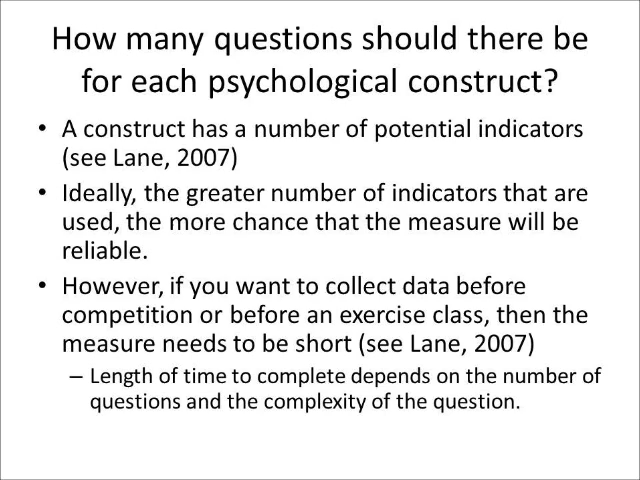 How many questions should there be
for each psychological construct?
• A construct has a number of potential indicators
(see Lane, 2007)
• Ideally, the greater number of indicators that are
used, the more chance that the measure will be
reliable.
• However, if you want to collect data before
competition or before an exercise class, then the
measure needs to be short (see Lane, 2007)
– Length of time to complete depends on the number of
questions and the complexity of the question.